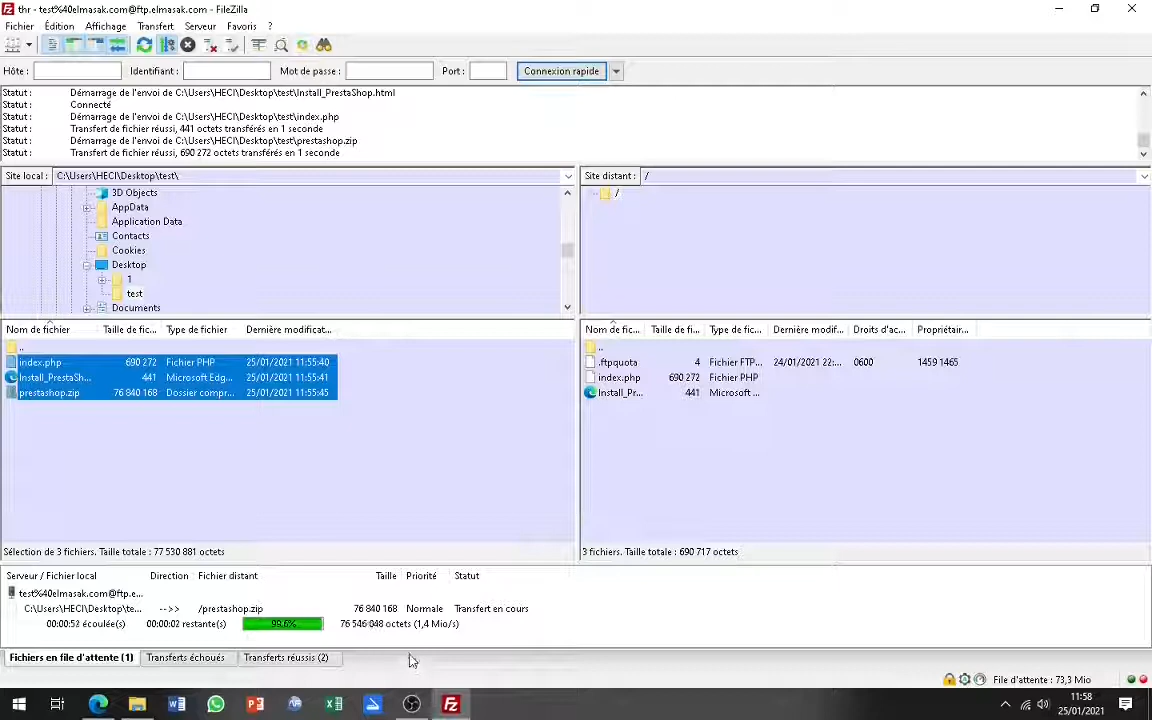 thr - test%40elmasak.com@ftp.elmasak.com - FileZilla
Fichier Édition Affichage Transfert Serveur Favoris ?
Hôte : Identifiant : Mot de passe : Port : Connexion rapide
Statut : Démarrage de l'envoi de C:\Users\HECI\Desktop\test\Install_PrestaShop.html
Statut : Connecté
Statut : Démarrage de l'envoi de C:\Users\HECI\Desktop\test\index.php
Statut : Transfert de fichier réussi, 441 octets transférés en 1 seconde
Statut : Démarrage de l'envoi de C:\Users\HECI\Desktop\test\prestashop.zip
Statut : Transfert de fichier réussi, 690 272 octets transférés en 1 seconde
Site local : C:\Users\HECI\Desktop\test\
3D Objects
AppData
Application Data
Contacts
Cookies
Desktop
1
test
Documents
Site distant : /
/
Nom de fichier Taille de fic... Type de fichier Dernière modificat...
..
index.php 690 272 Fichier PHP 25/01/2021 11:55:40
Install_PrestaSh... 441 Microsoft Edg... 25/01/2021 11:55:41
prestashop.zip 76 840 168 Dossier compr... 25/01/2021 11:55:45
Sélection de 3 fichiers. Taille totale : 77 530 881 octets
Nom de fic... Taille de fi... Type de fic... Dernière modif... Droits d'ac... Propriétair...
..
.ftpquota 4 Fichier FTP... 24/01/2021 22:... 0600 1459 1465
index.php 690 272 Fichier PHP
Install_Pr... 441 Microsoft ...
3 fichiers. Taille totale : 690 717 octets
Serveur / Fichier local Direction Fichier distant Taille Priorité Statut
test%40elmasak.com@ftp.e...
C:\Users\HECI\Desktop\te... -->> /prestashop.zip 76 840 168 Normale Transfert en cours
00:00:53 écoulée(s) 00:00:02 restante(s) 99.6% 76 546 048 octets (1,4 Mio/s)
Fichiers en file d'attente (1) Transferts échoués Transferts réussis (2)
File d'attente : 73,3 Mio
11:58
25/01/2021